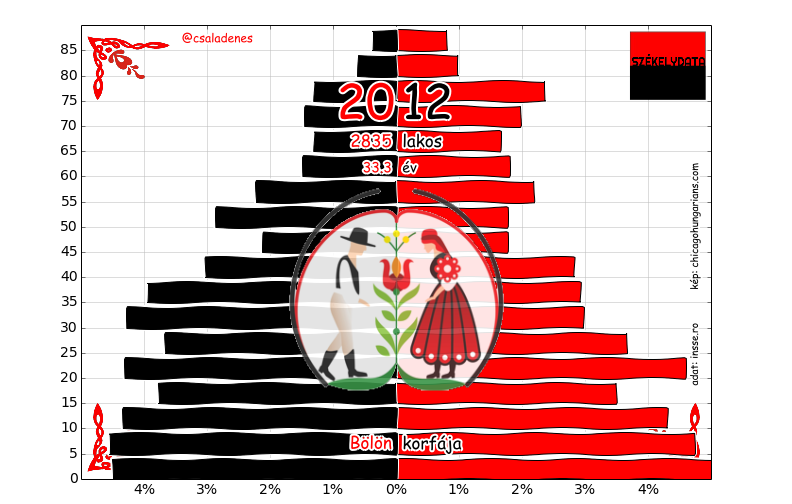 @csaladenes
SZÉKELYDATA
2012
2835 lakos
33.3 év
kép: chicagohungarians.com,
adat: insse.ro
Bölön korfája
85
80
75
70
65
60
55
50
45
40
35
30
25
20
15
10
5
0
4% 3% 2% 1% 0% 1% 2% 3% 4%